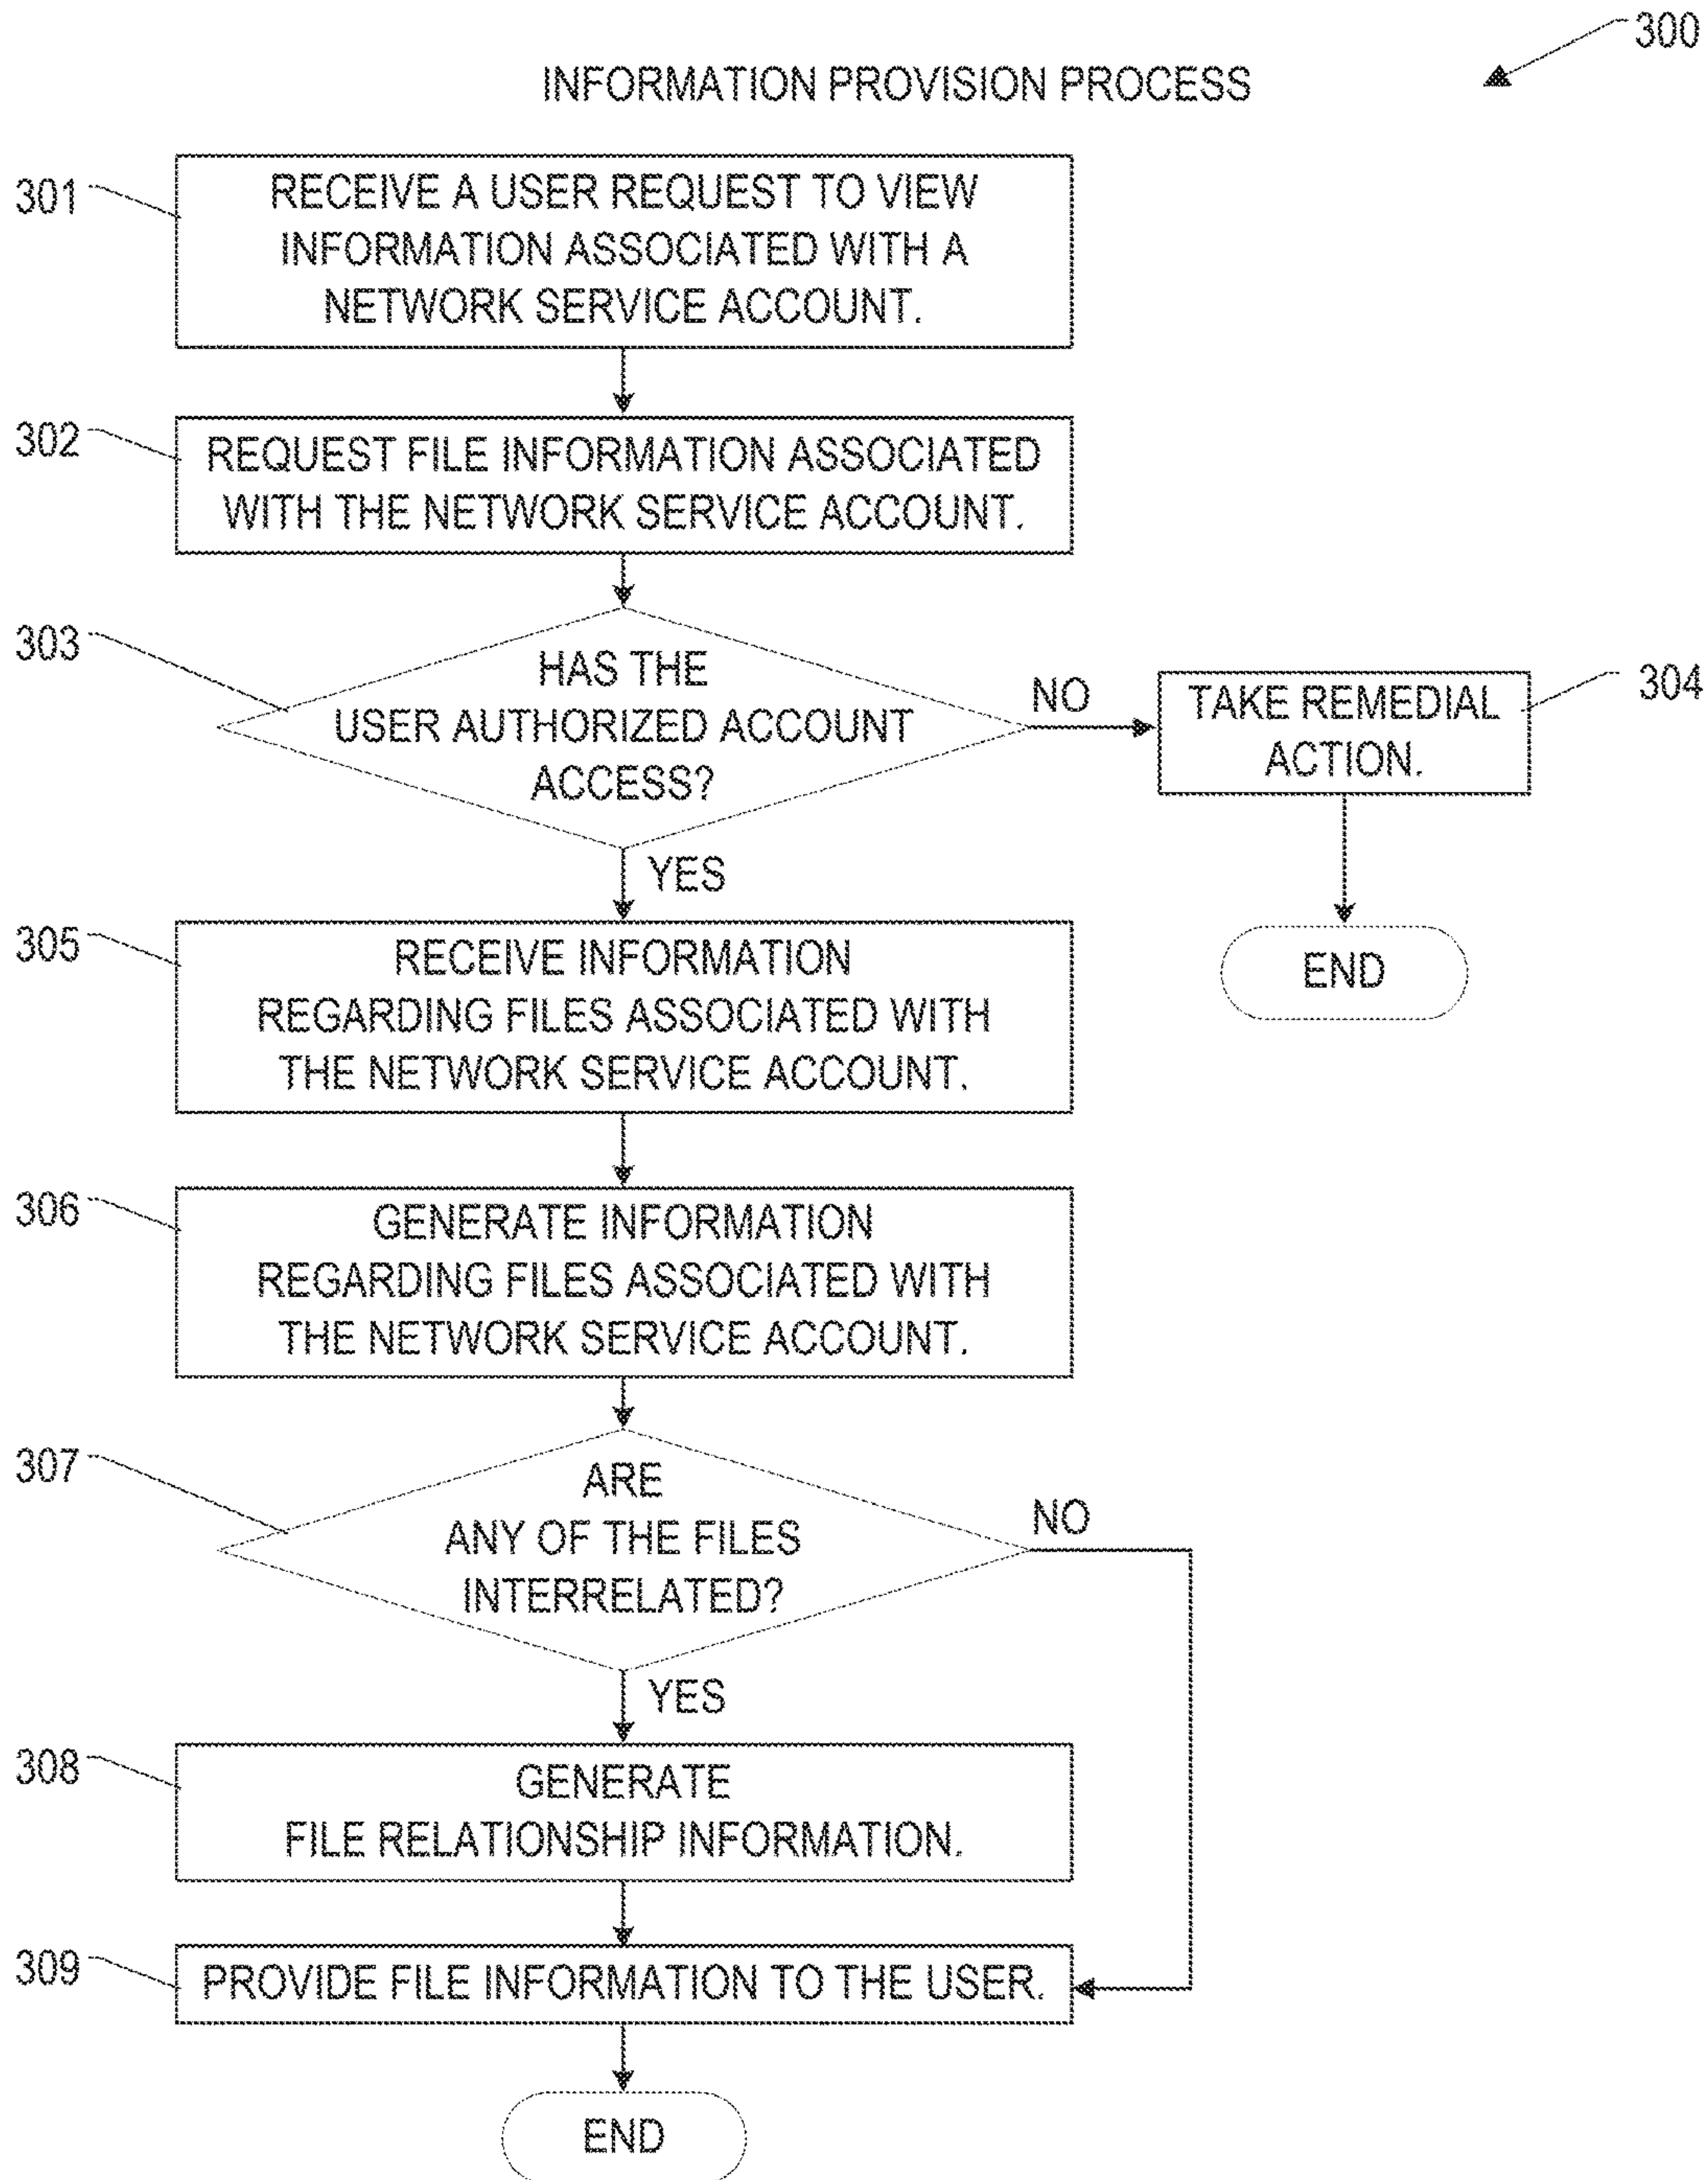 300
INFORMATION PROVISION PROCESS
301
RECEIVE A USER REQUEST TO VIEW
INFORMATION ASSOCIATED WITH A
NETWORK SERVICE ACCOUNT.
302
REQUEST FILE INFORMATION ASSOCIATED
WITH THE NETWORK SERVICE ACCOUNT.
303
HAS THE
USER AUTHORIZED ACCOUNT
ACCESS?
NO
304
TAKE REMEDIAL
ACTION.
END
YES
305
RECEIVE INFORMATION
REGARDING FILES ASSOCIATED WITH
THE NETWORK SERVICE ACCOUNT.
306
GENERATE INFORMATION
REGARDING FILES ASSOCIATED WITH
THE NETWORK SERVICE ACCOUNT.
307
ARE
ANY OF THE FILES
INTERRELATED?
NO
YES
308
GENERATE
FILE RELATIONSHIP INFORMATION.
309
PROVIDE FILE INFORMATION TO THE USER.
END